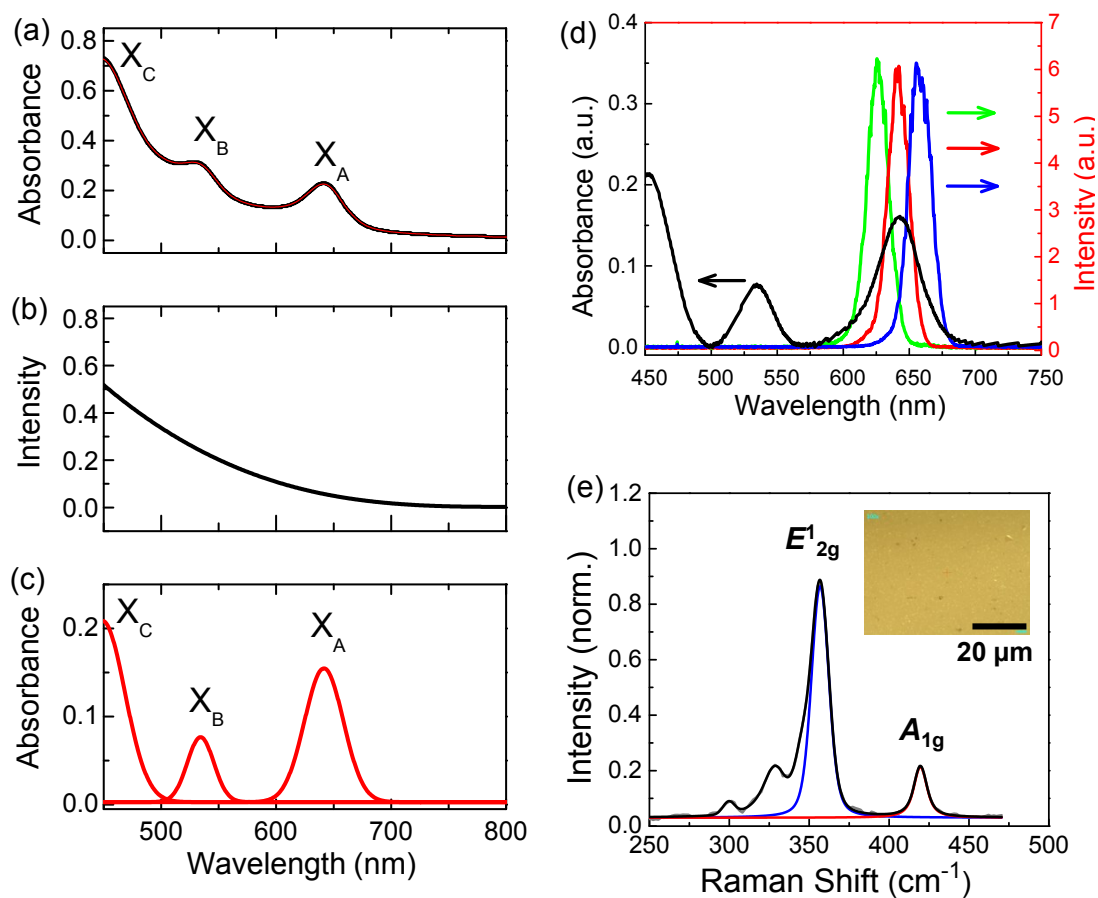 (a)
0.8
0.6
0.4
0.2
0.0
Absorbance
X_C
X_B
X_A
(b)
0.8
0.6
0.4
0.2
0.0
Intensity
(c)
0.2
0.1
0.0
Absorbance
X_C
X_B
X_A
500 600 700 800
Wavelength (nm)
(d)
0.4
0.3
0.2
0.1
0.0
Absorbance (a.u.)
7
6
5
4
3
2
1
0
Intensity (a.u.)
450 500 550 600 650 700 750
Wavelength (nm)
(e)
1.2
1.0
0.8
0.6
0.4
0.2
0.0
Intensity (norm.)
E¹₂g
A₁g
20 µm
250 300 350 400 450 500
Raman Shift (cm⁻¹)